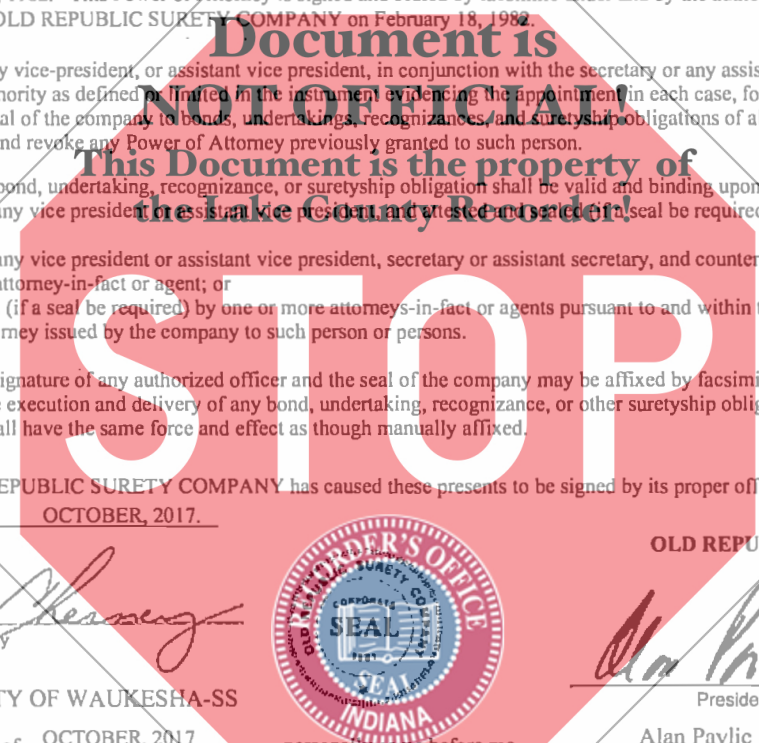 OLD REPUBLIC SURETY COMPANY on February 18, 1982.
Document is
y vice-president, or assistant vice president, in conjunction with the secretary or any assis
hority as defined or limited in the instrument evidencing the appointment in each case, fo
NOT OFFICIAL!
al of the company to bonds, undertakings, recognizances, and suretyship obligations of a
nd revoke any Power of Attorney previously granted to such person.
This Document is the property of
bond, undertaking, recognizance, or suretyship obligation shall be valid and binding upon
the Lake County Recorder!
any vice president or assistant vice president, and attested and sealed (if a seal be required
any vice president or assistant vice president, secretary or assistant secretary, and counter
attorney-in-fact or agent; or
(if a seal be required) by one or more attorneys-in-fact or agents pursuant to and within t
rney issued by the company to such person or persons.
STOP
ignature of any authorized officer and the seal of the company may be affixed by facsimi
e execution and delivery of any bond, undertaking, recognizance, or other suretyship oblig
all have the same force and effect as though manually affixed.
EPUBLIC SURETY COMPANY has caused these presents to be signed by its proper off
OCTOBER, 2017.
OLD REPU
RECORDER'S OFFICE
OLD REPUBLIC SURETY COMPANY
CORPORATE
SEAL
SEAL
INDIANA
y
Preside
TY OF WAUKESHA-SS
of OCTOBER, 2017
Alan Pavlic